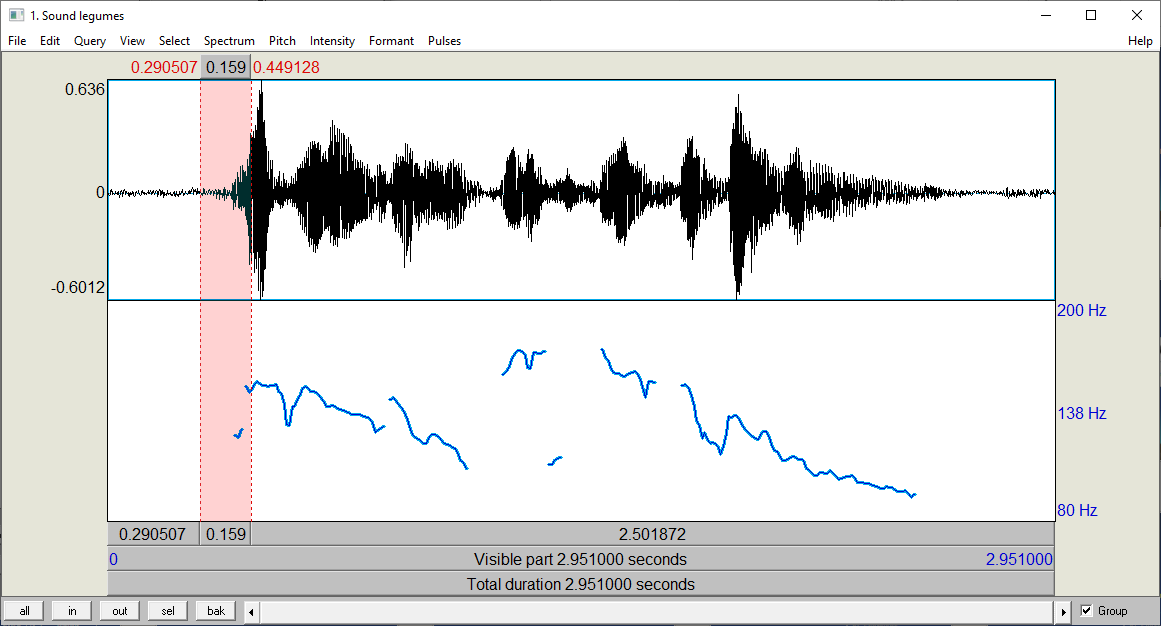 1. Sound legumes
File Edit Query View Select Spectrum Pitch Intensity Formant Pulses Help
0.290507 0.159 0.449128
0.636
0
-0.6012
200 Hz
138 Hz
80 Hz
0.290507 0.159 2.501872
0 Visible part 2.951000 seconds 2.951000
Total duration 2.951000 seconds
all in out sel bak Group